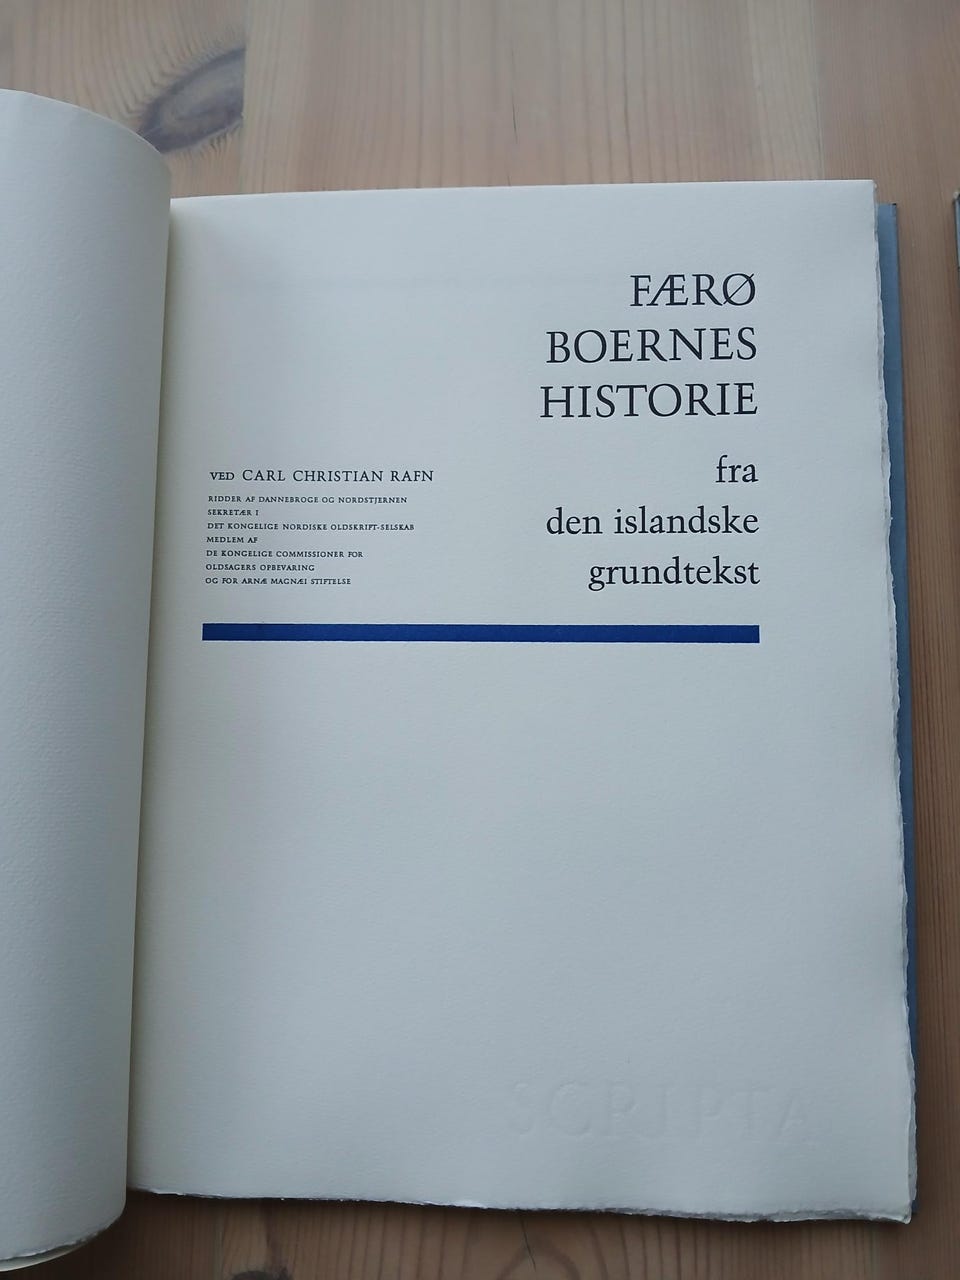 FÆRØ
BOERNES
HISTORIE
fra
den islandske
grundtekst
VED CARL CHRISTIAN RAFN
RIDDER AF DANNEBROGE OG NORDSTJERNEN
SEKRETÆR I
DET KONGELIGE NORDISKE OLDSKRIFT-SELSKAB
MEDLEM AF
DE KONGELIGE COMMISSIONER FOR
OLDSAGERS OPBEVARING
OG FOR ARNÆ MAGNÆI STIFTELSE
SCRIPTA